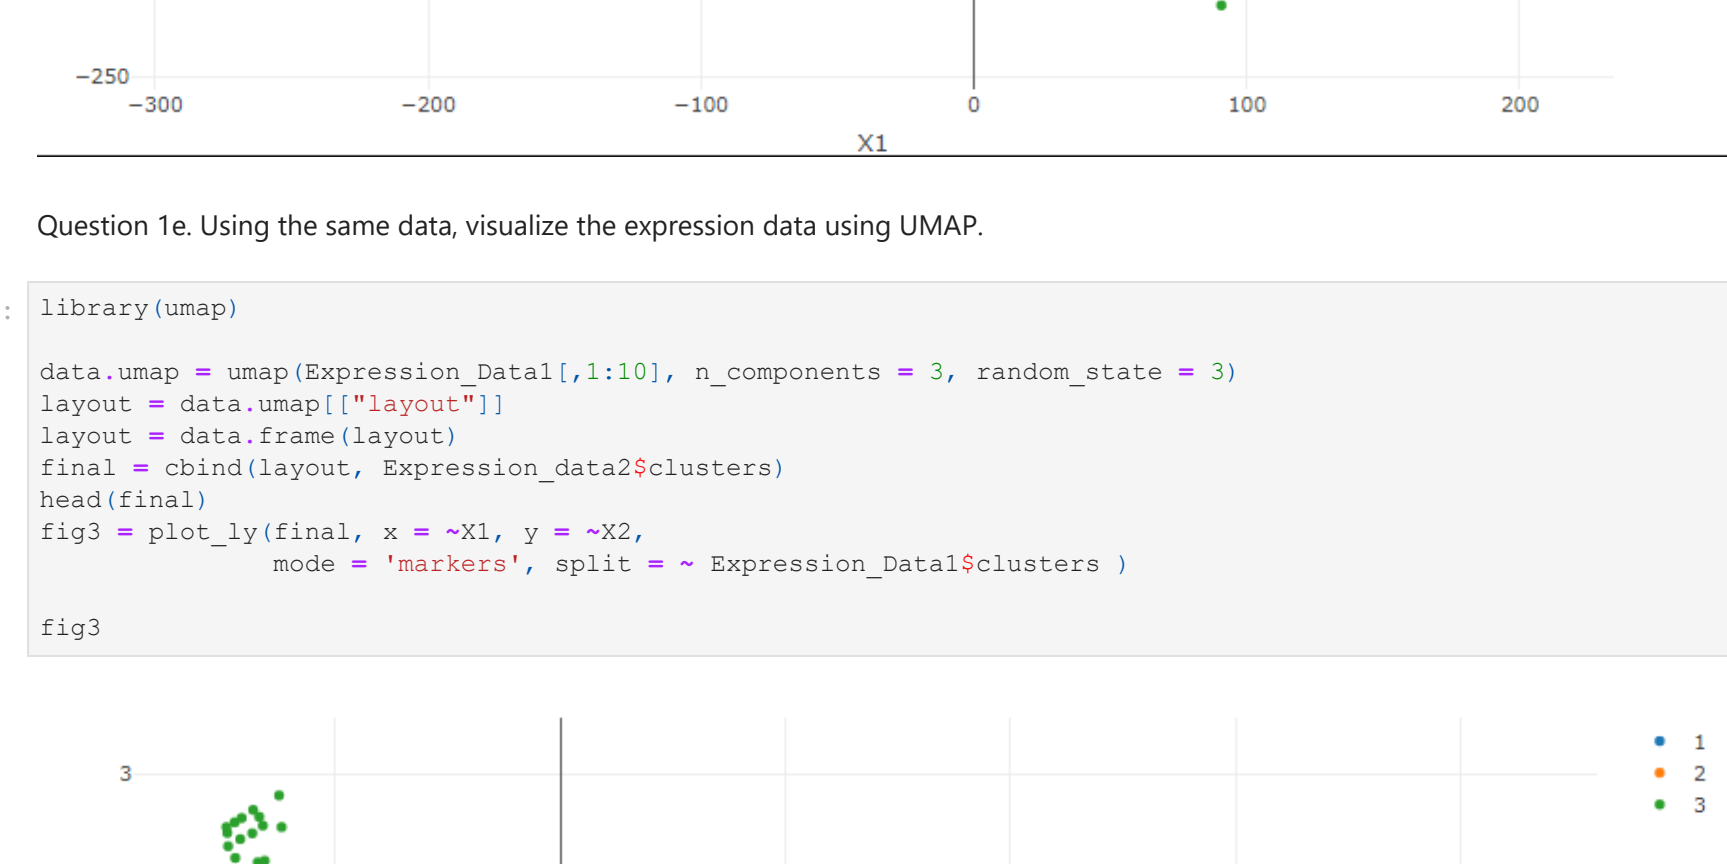 −250
−300 −200 −100 0 100 200
X1
Question 1e. Using the same data, visualize the expression data using UMAP.
:
library(umap)
data.umap = umap(Expression_Data1[,1:10], n_components = 3, random_state = 3)
layout = data.umap[["layout"]]
layout = data.frame(layout)
final = cbind(layout, Expression_data2$clusters)
head(final)
fig3 = plot_ly(final, x = ~X1, y = ~X2,
mode = 'markers', split = ~ Expression_Data1$clusters )
fig3
1
3
2
3